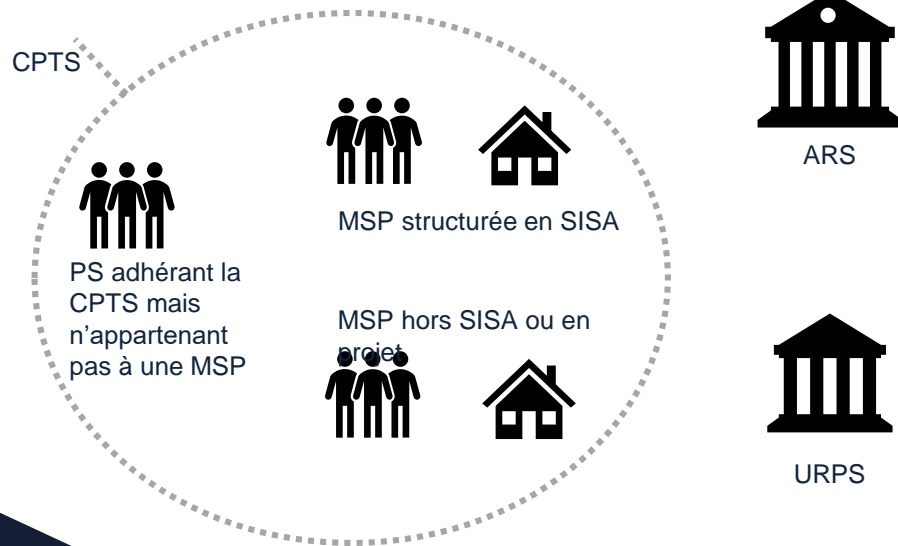 CPTS
ARS
MSP structurée en SISA
PS adhérant la
CPTS mais
n'appartenant
pas à une MSP
MSP hors SISA ou en
projet
URPS